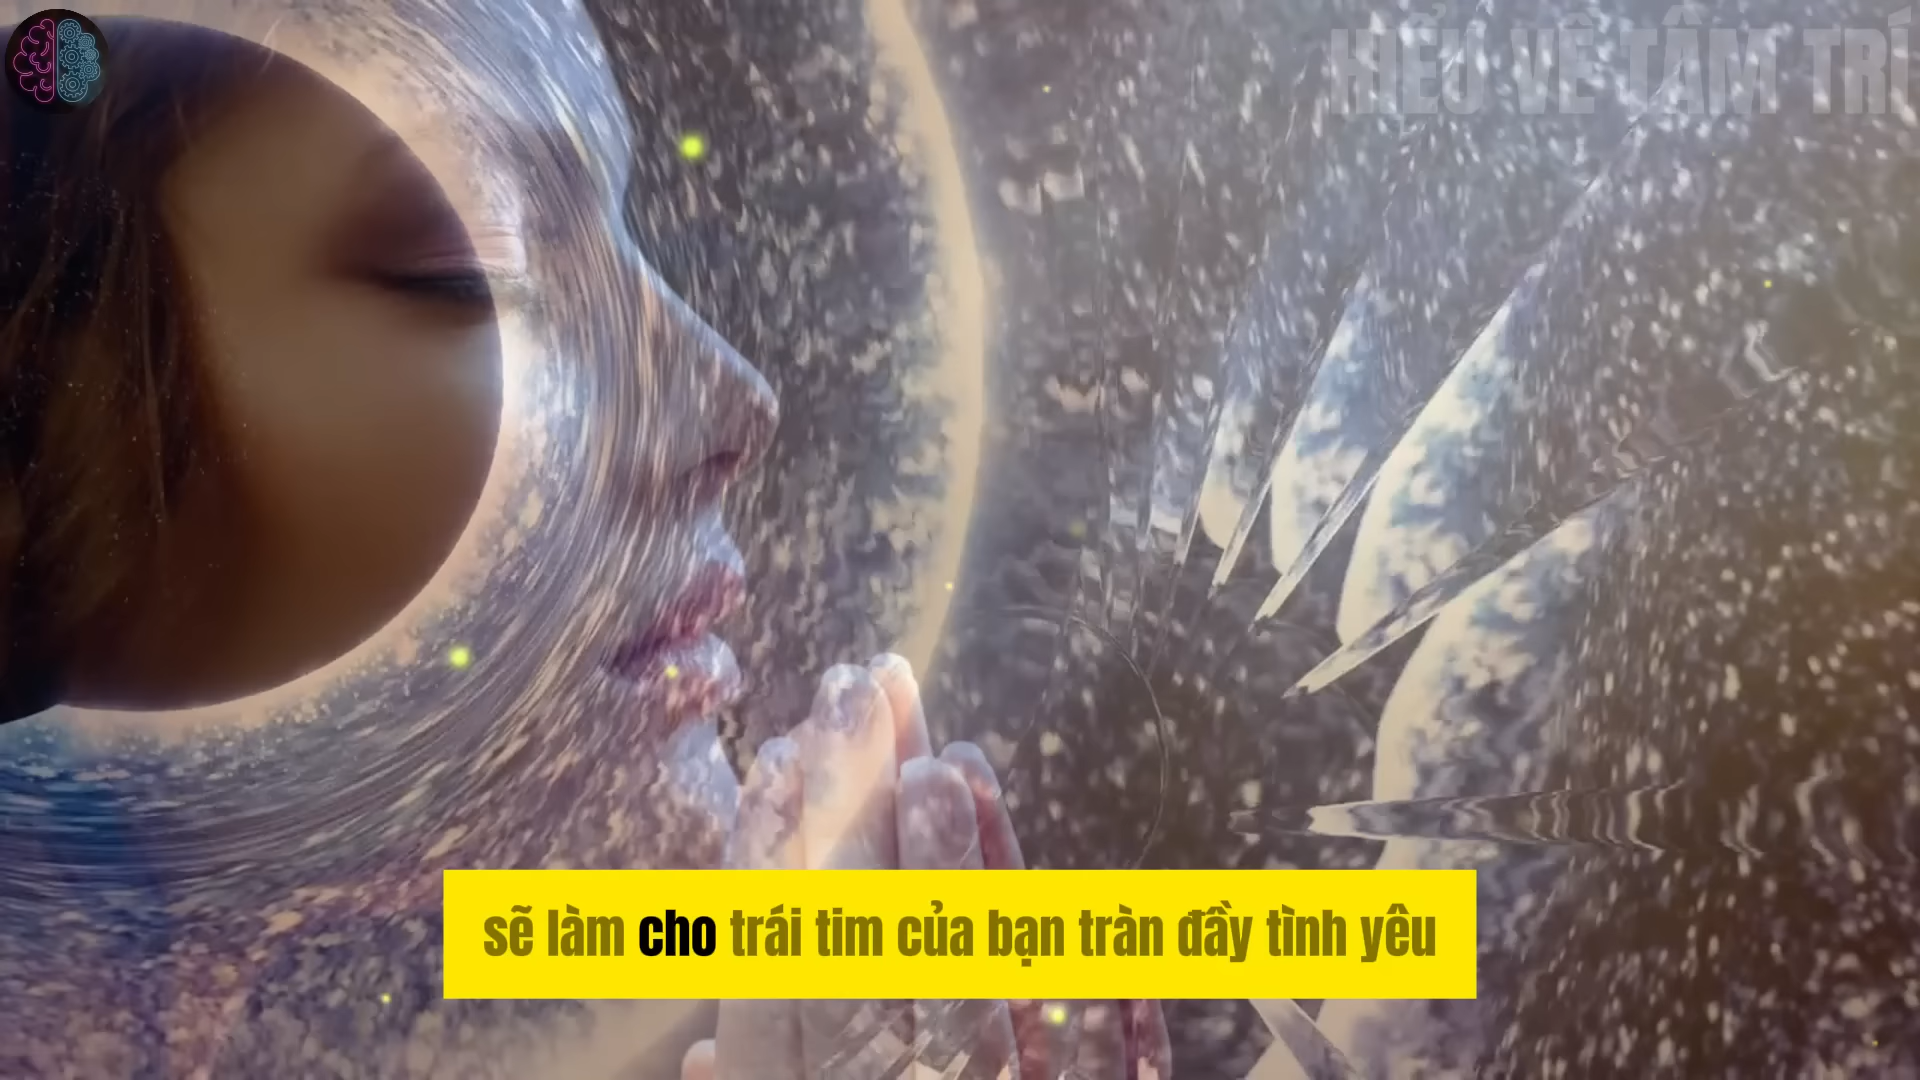 HIỂU VỀ TÂM TRÍ
sẽ làm cho trái tim của bạn tràn đầy tình yêu